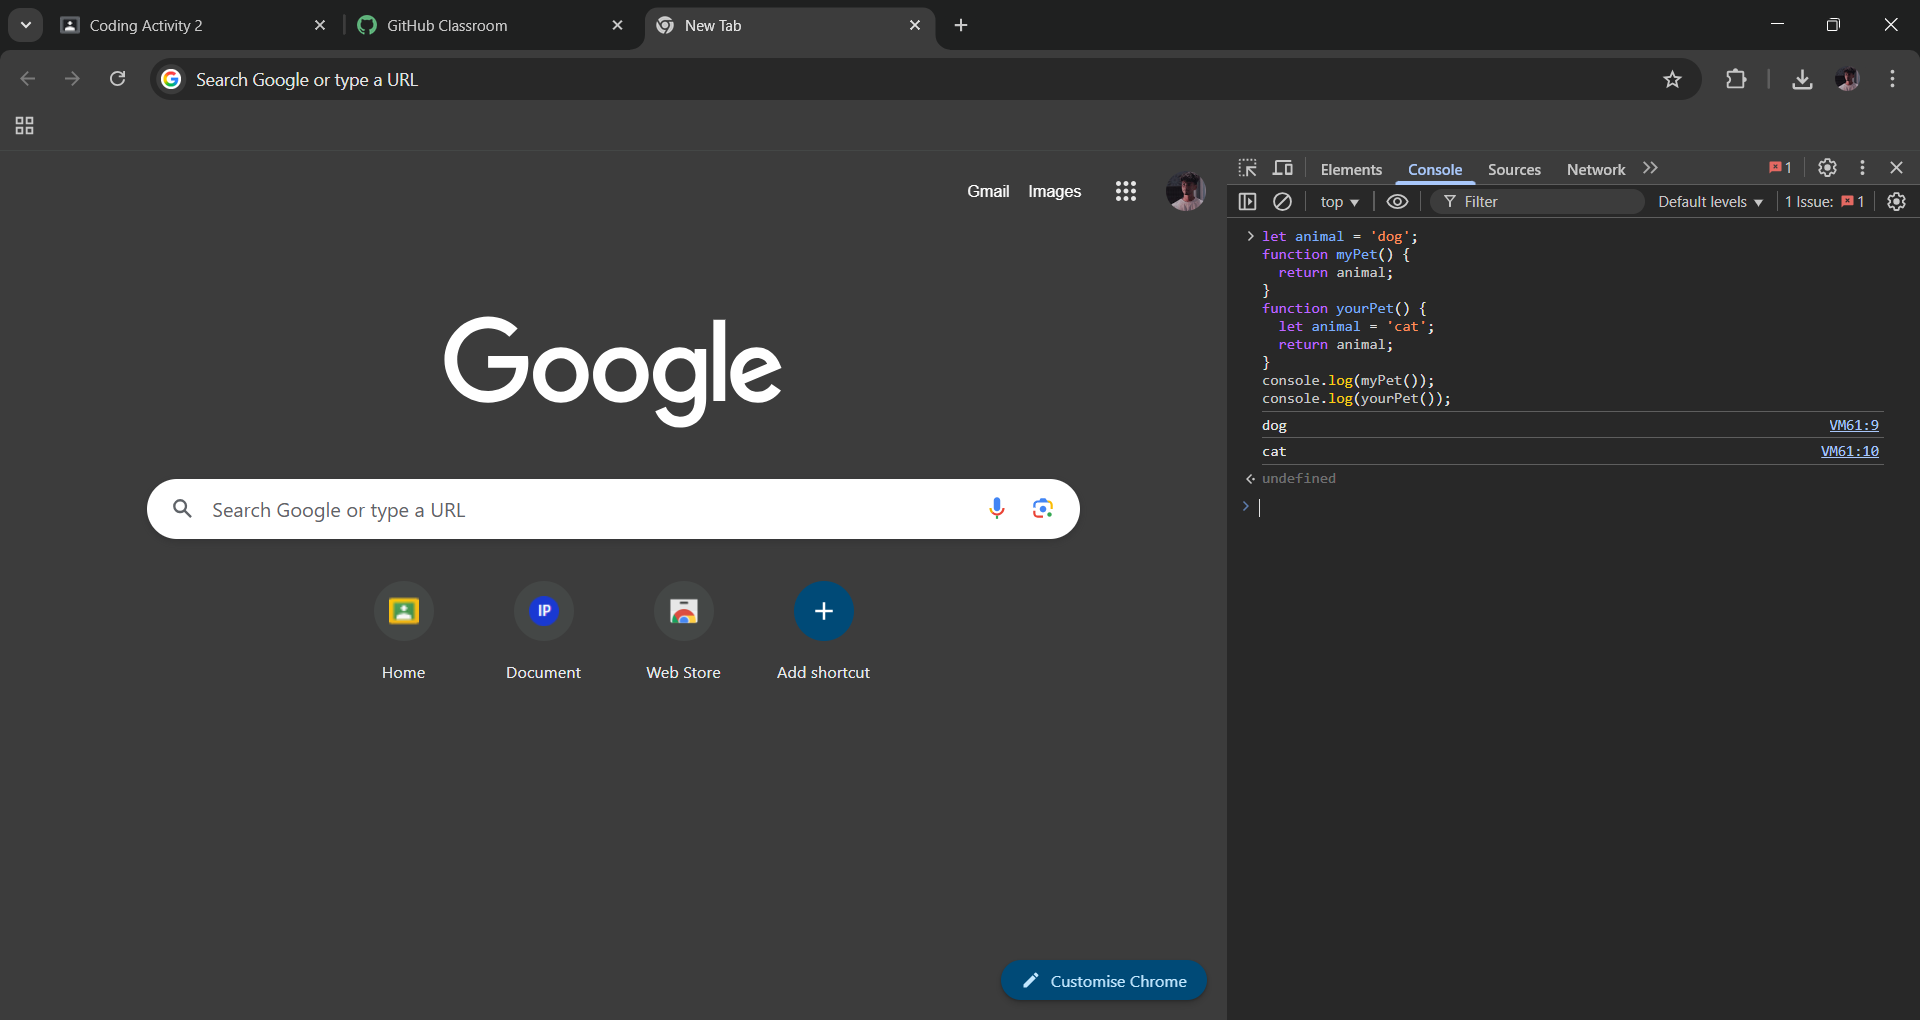 Coding Activity 2
GitHub Classroom
New Tab
Search Google or type a URL
Gmail Images
Google
Search Google or type a URL
Home
IP
Document
Web Store
Add shortcut
Customise Chrome
Elements Console Sources Network 1
top Filter Default levels 1 Issue: 1
let animal = 'dog';
function myPet() {
  return animal;
}
function yourPet() {
  let animal = 'cat';
  return animal;
}
console.log(myPet());
console.log(yourPet());
dog VM61:9
cat VM61:10
undefined